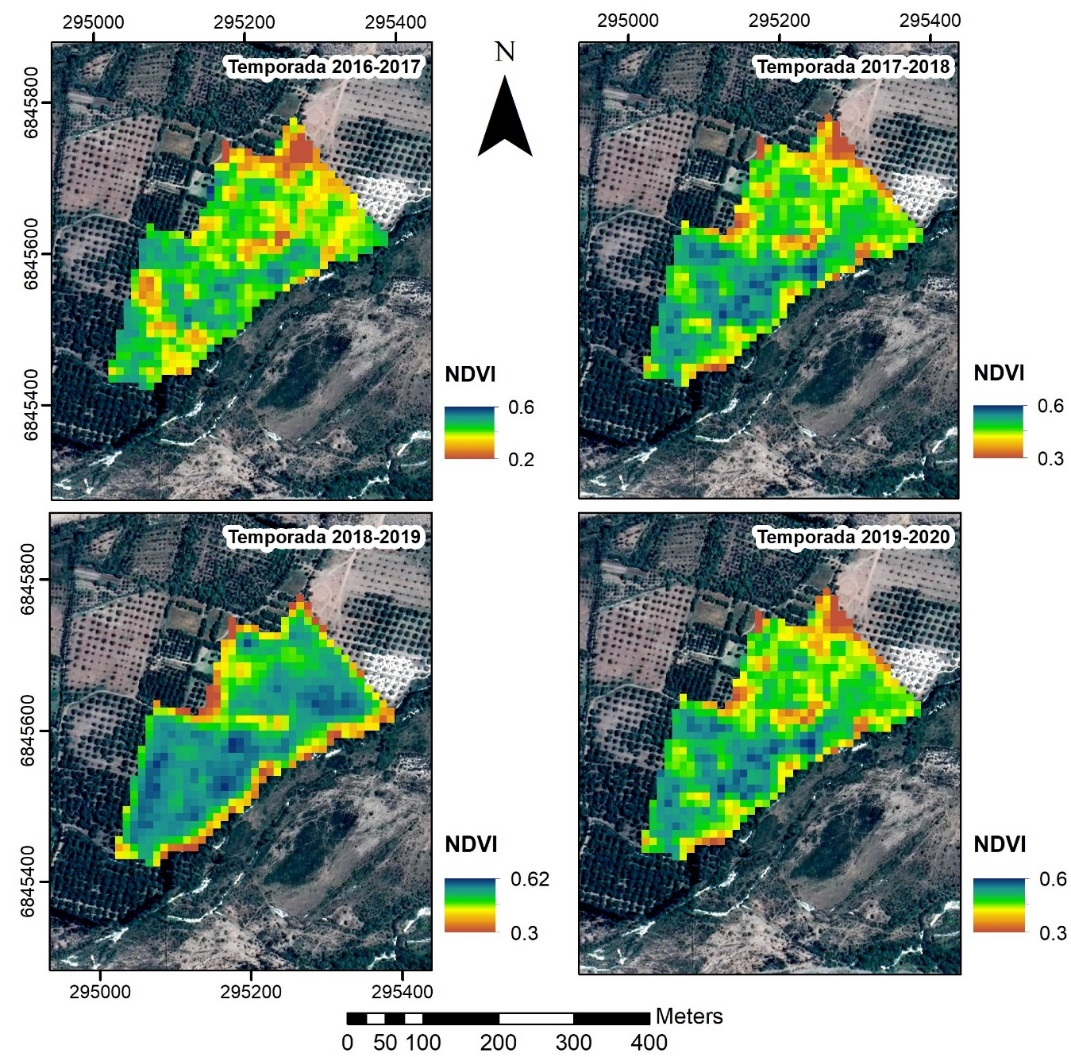 295000 295200 295400
295000 295200 295400
Temporada 2016-2017
N
Temporada 2017-2018
6845800
6845600
6845400
NDVI
0.6
0.2
NDVI
0.6
0.3
Temporada 2018-2019
Temporada 2019-2020
6845800
6845600
6845400
NDVI
0.62
0.3
NDVI
0.6
0.3
295000 295200 295400
Meters
0 50 100 200 300 400